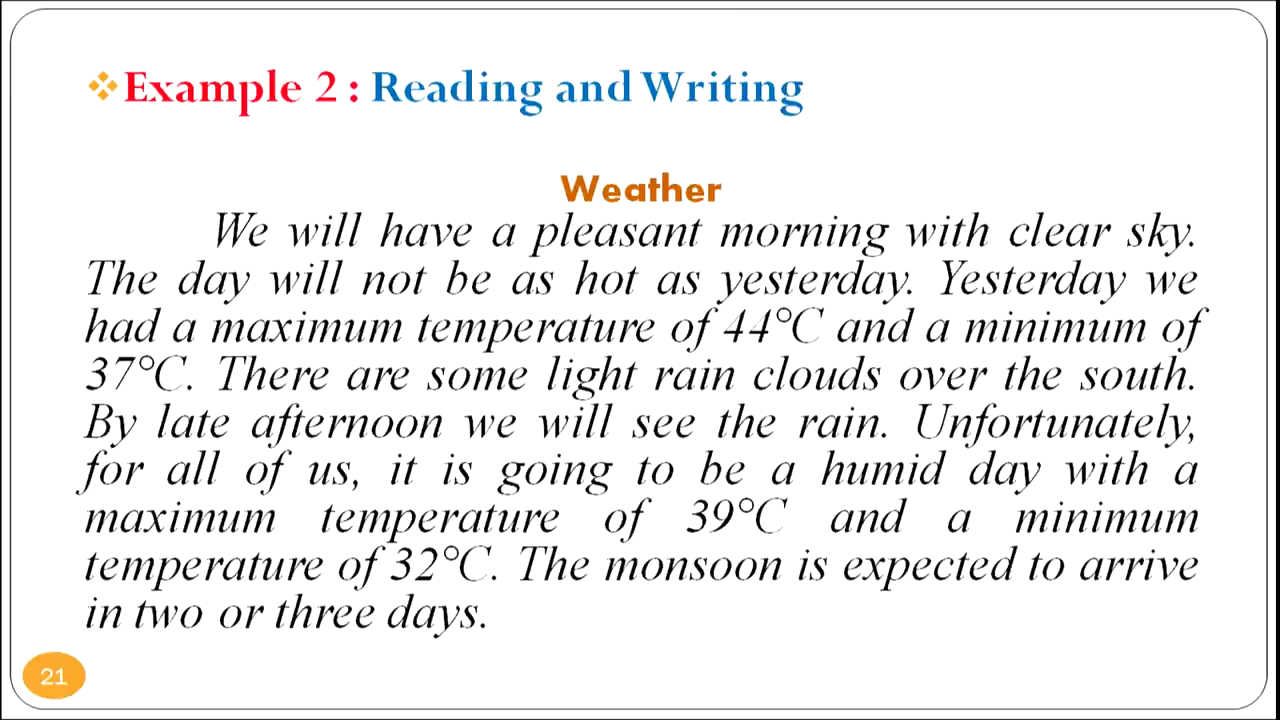 ❖Example 2 : Reading and Writing
Weather
We will have a pleasant morning with clear sky.
The day will not be as hot as yesterday. Yesterday we
had a maximum temperature of 44°C and a minimum of
37°C. There are some light rain clouds over the south.
By late afternoon we will see the rain. Unfortunately,
for all of us, it is going to be a humid day with a
maximum temperature of 39°C and a minimum
temperature of 32°C. The monsoon is expected to arrive
in two or three days.
21